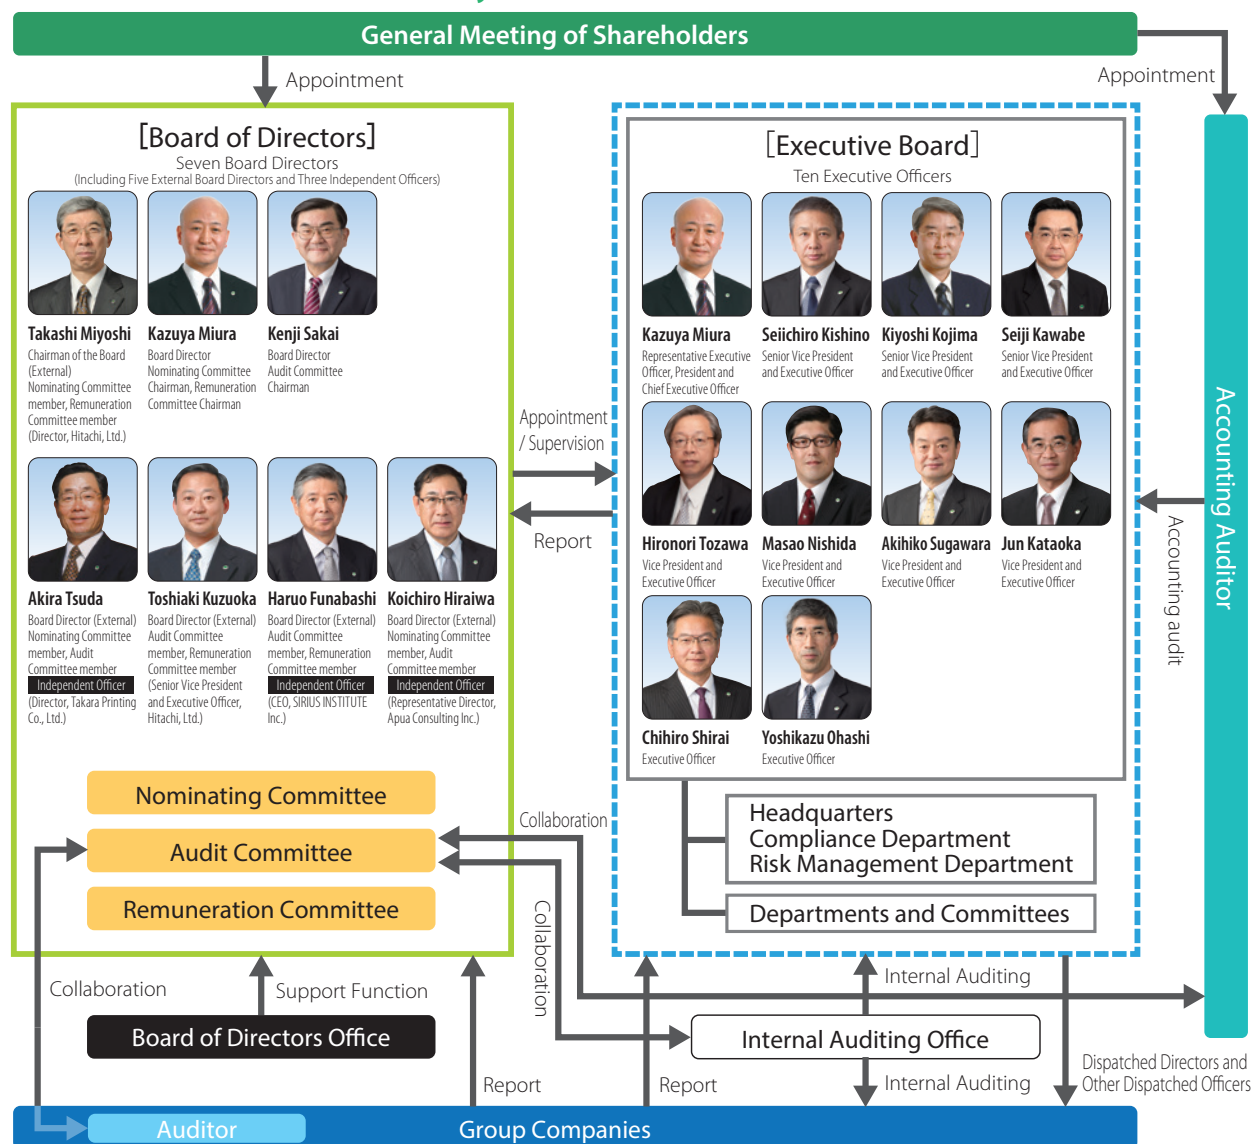 General Meeting of Shareholders
Appointment
Appointment
[Board of Directors]
Seven Board Directors
(Including Five External Board Directors and Three Independent Officers)
Takashi Miyoshi
Chairman of the Board
(External)
Nominating Committee
member, Remuneration
Committee member
(Director, Hitachi, Ltd.)
Kazuya Miura
Board Director
Nominating Committee
Chairman, Remuneration
Committee Chairman
Kenji Sakai
Board Director
Audit Committee
Chairman
Akira Tsuda
Board Director (External)
Nominating Committee
member, Audit
Committee member
Independent Officer
(Director, Takara Printing
Co., Ltd.)
Toshiaki Kuzuoka
Board Director (External)
Audit Committee
member, Remuneration
Committee member
(Senior Vice President
and Executive Officer,
Hitachi, Ltd.)
Haruo Funabashi
Board Director (External)
Audit Committee
member, Remuneration
Committee member
Independent Officer
(CEO, SIRIUS INSTITUTE
Inc.)
Koichiro Hiraiwa
Board Director (External)
Nominating Committee
member, Audit
Committee member
Independent Officer
(Representative Director,
Apua Consulting Inc.)
Nominating Committee
Audit Committee
Remuneration Committee
Appointment
/ Supervision
Report
[Executive Board]
Ten Executive Officers
Kazuya Miura
Representative Executive
Officer, President and
Chief Executive Officer
Seiichiro Kishino
Senior Vice President
and Executive Officer
Kiyoshi Kojima
Senior Vice President
and Executive Officer
Seiji Kawabe
Senior Vice President
and Executive Officer
Hironori Tozawa
Vice President and
Executive Officer
Masao Nishida
Vice President and
Executive Officer
Akihiko Sugawara
Vice President and
Executive Officer
Jun Kataoka
Vice President and
Executive Officer
Chihiro Shirai
Executive Officer
Yoshikazu Ohashi
Executive Officer
Headquarters
Compliance Department
Risk Management Department
Departments and Committees
Accounting Auditor
Accounting audit
Collaboration
Collaboration
Collaboration
Support Function
Board of Directors Office
Internal Auditing
Internal Auditing Office
Internal Auditing
Report
Report
Dispatched Directors and
Other Dispatched Officers
Auditor
Group Companies